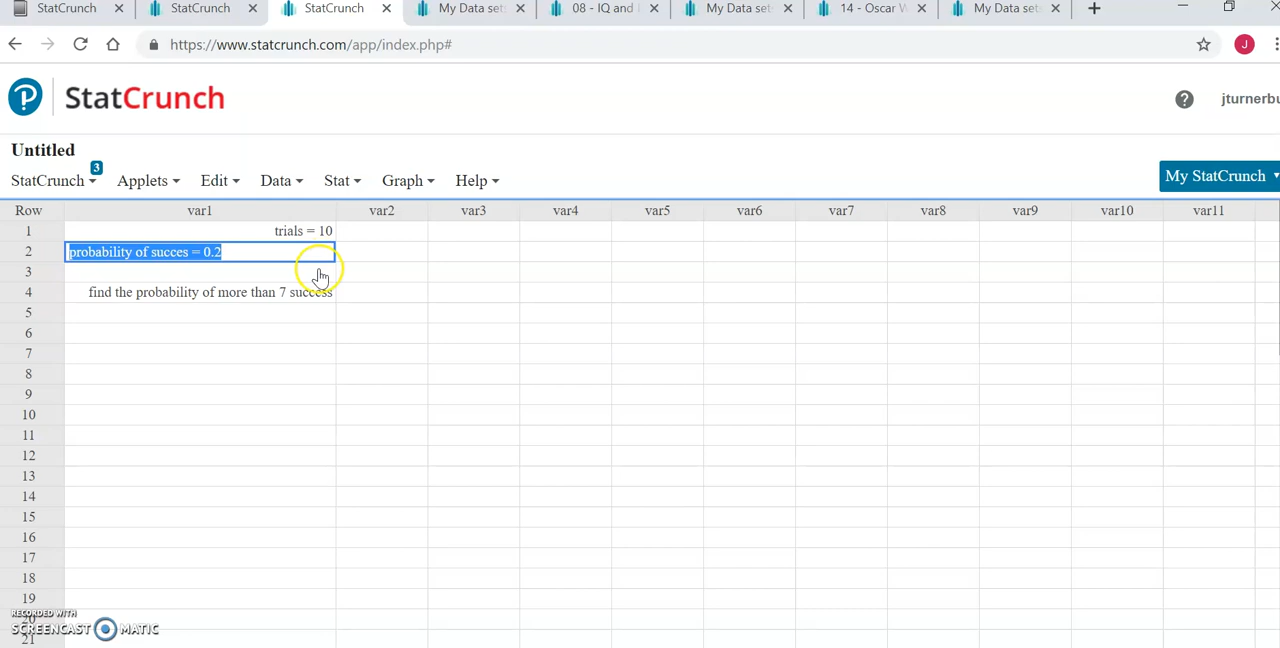 StatCrunch StatCrunch StatCrunch My Data set 08 - IQ and My Data set 14 - Oscar W My Data set
https://www.statcrunch.com/app/index.php#
J
P StatCrunch
? jturnerbu
Untitled
3
StatCrunch Applets Edit Data Stat Graph Help
My StatCrunch
Row var1 var2 var3 var4 var5 var6 var7 var8 var9 var10 var11
1 trials = 10
2 probability of succes = 0.2
3
4 find the probability of more than 7 success
5
6
7
8
9
10
11
12
13
14
15
16
17
18
19
20
21
RECORDED WITH
SCREENCAST MATIC